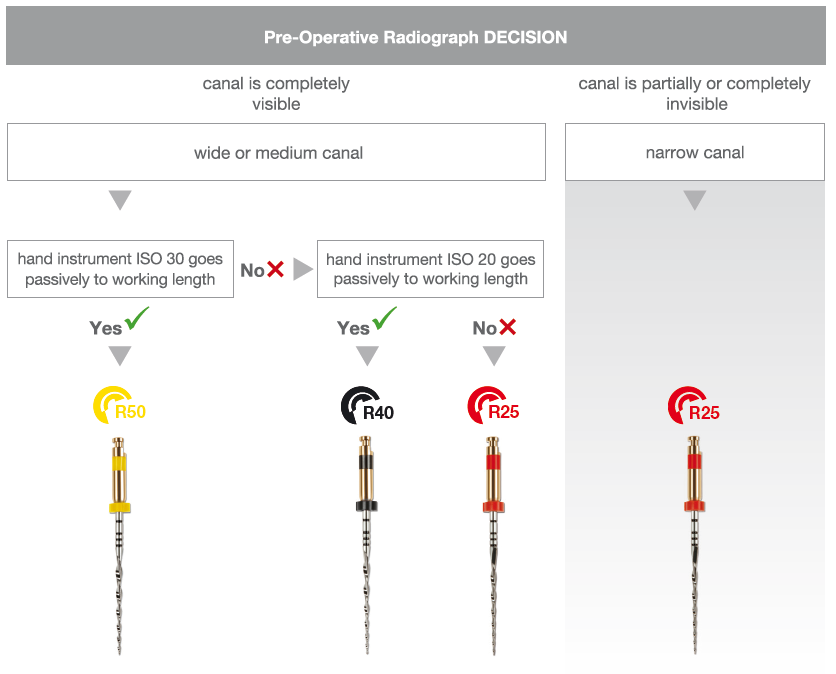 Pre-Operative Radiograph DECISION
canal is completely
visible
canal is partially or completely
invisible
wide or medium canal
narrow canal
hand instrument ISO 30 goes
passively to working length
No
hand instrument ISO 20 goes
passively to working length
Yes
Yes
No
R50
R40
R25
R25